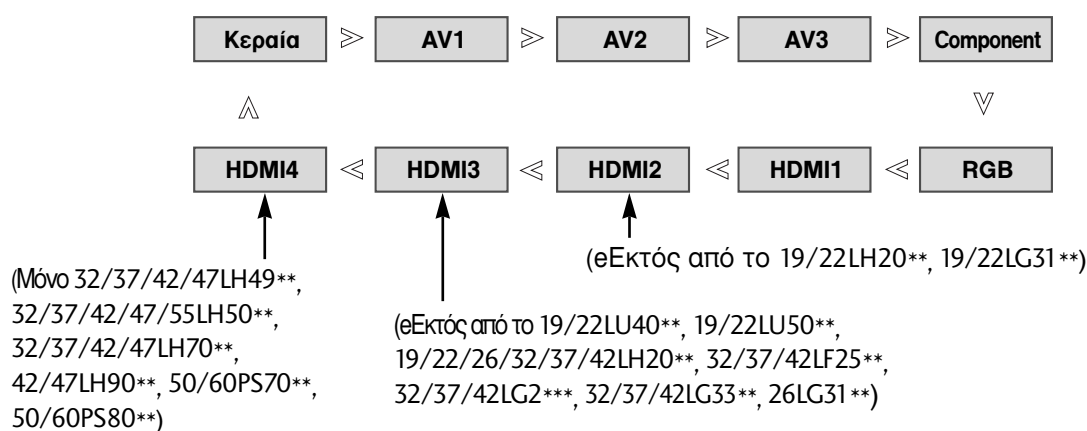 Κεραία
AV1
AV2
AV3
Component
HDMI4
HDMI3
HDMI2
HDMI1
RGB
(eΕκτός από το 19/22LH20**, 19/22LG31**)
(Μόνο 32/37/42/47LH49**,
32/37/42/47/55LH50**,
32/37/42/47LH70**,
42/47LH90**, 50/60PS70**,
50/60PS80**)
(eΕκτός από το 19/22LU40**, 19/22LU50**,
19/22/26/32/37/42LH20**, 32/37/42LF25**,
32/37/42LG2***, 32/37/42LG33**, 26LG31**)